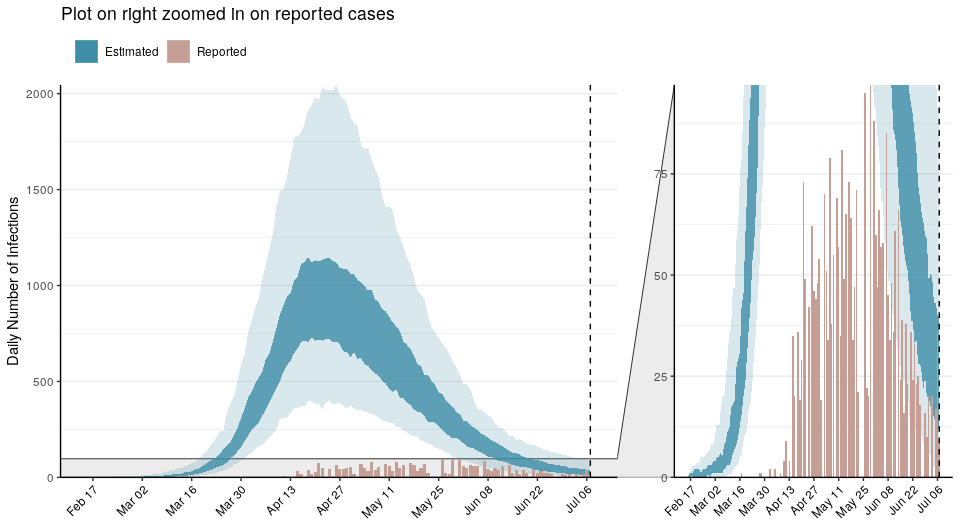 Plot on right zoomed in on reported cases
Estimated Reported
Daily Number of Infections
2000
1500
1000
500
0
Feb 17 Mar 02 Mar 16 Mar 30 Apr 13 Apr 27 May 11 May 25 Jun 08 Jun 22 Jul 06
75
50
25
0
Feb 17 Mar 02 Mar 16 Mar 30 Apr 13 Apr 27 May 11 May 25 Jun 08 Jun 22 Jul 06